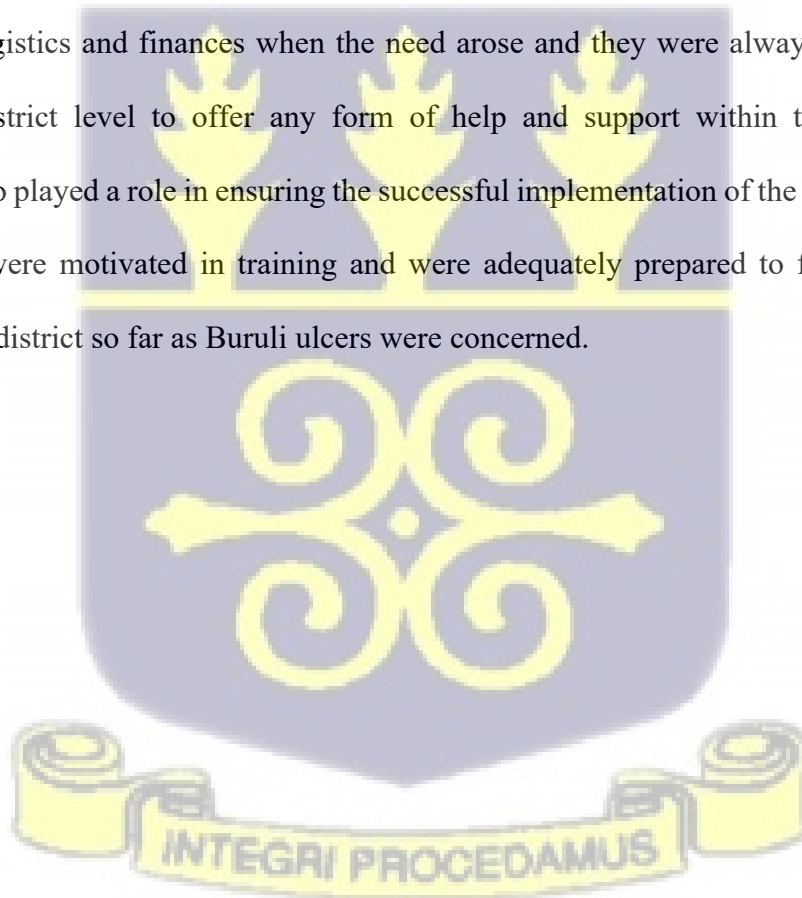 gistics and finances when the need arose and they were alway
strict level to offer any form of help and support within t
o played a role in ensuring the successful implementation of the
were motivated in training and were adequately prepared to f
district so far as Buruli ulcers were concerned.
INTEGRI PROCEDAMUS